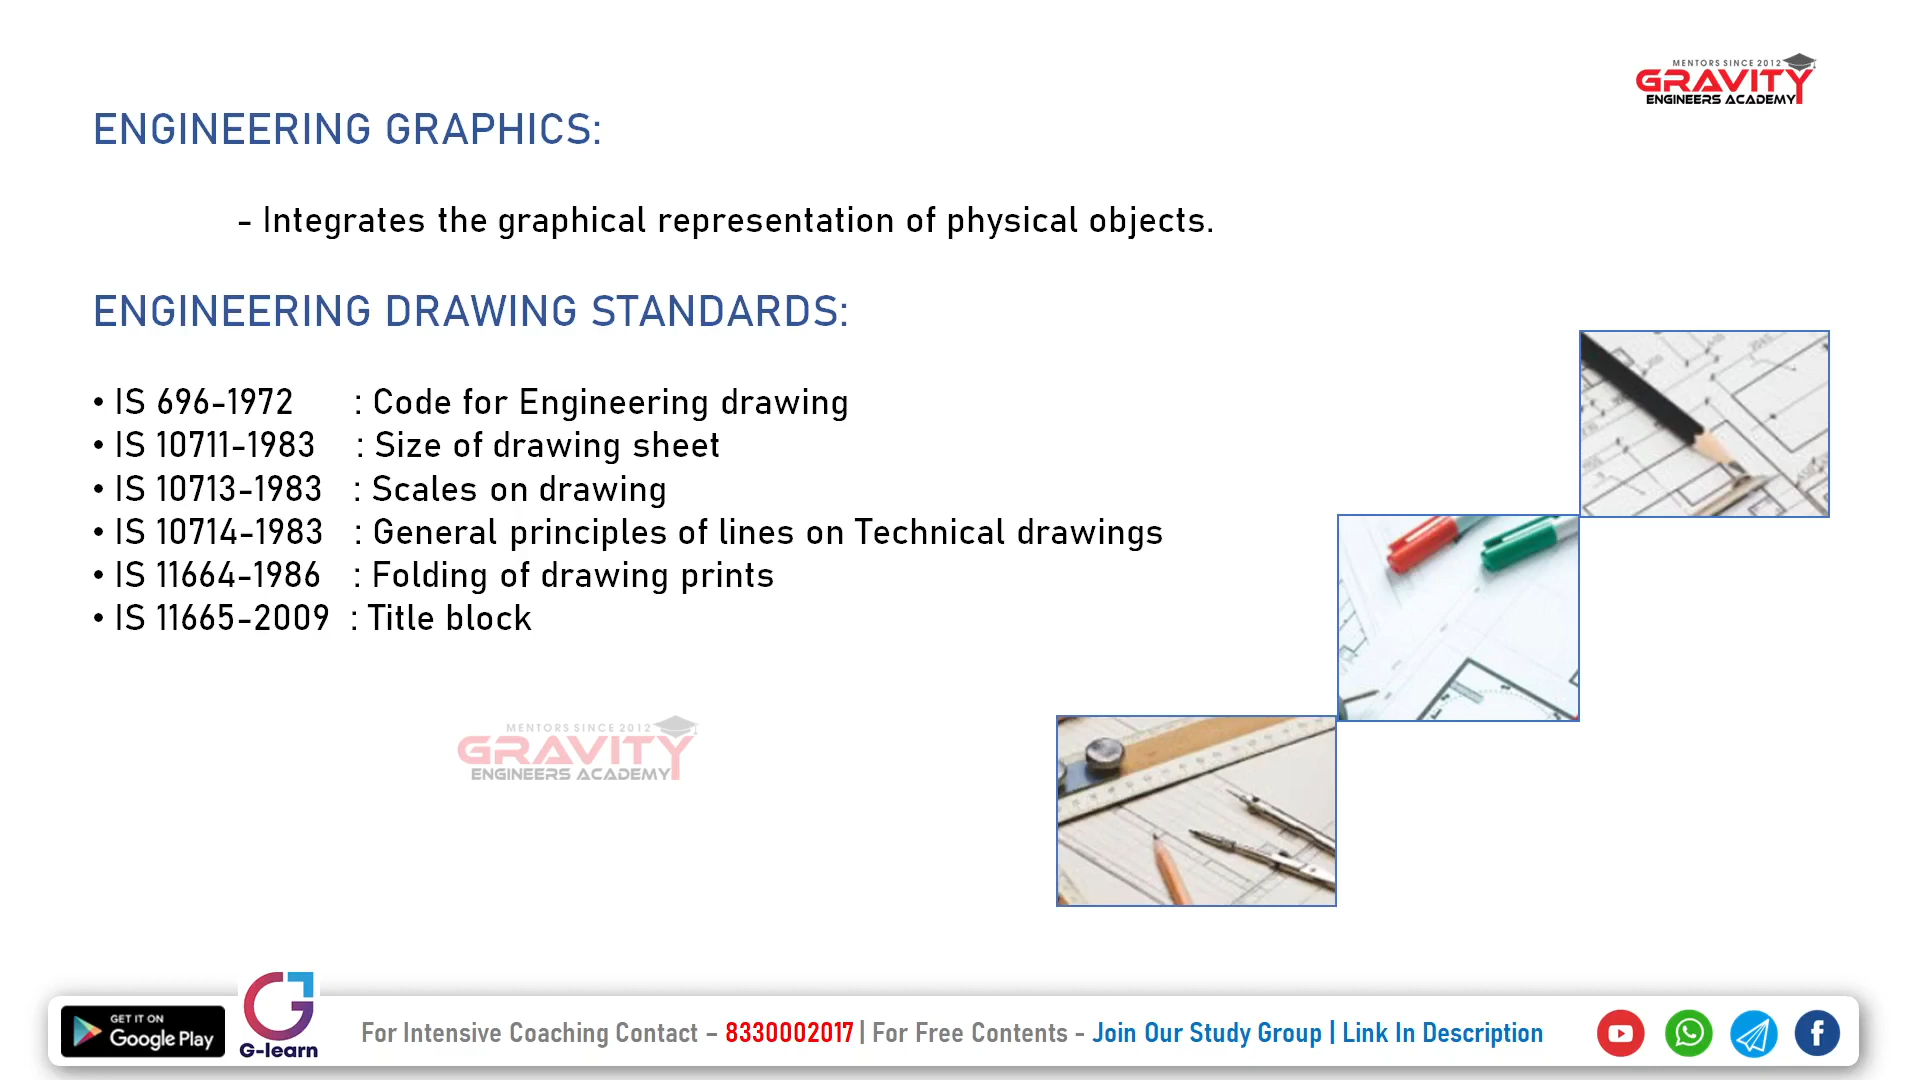 MENTORS SINCE 2012
GRAVITY
ENGINEERS ACADEMY
ENGINEERING GRAPHICS:
- Integrates the graphical representation of physical objects.
ENGINEERING DRAWING STANDARDS:
• IS 696-1972 : Code for Engineering drawing
• IS 10711-1983 : Size of drawing sheet
• IS 10713-1983 : Scales on drawing
• IS 10714-1983 : General principles of lines on Technical drawings
• IS 11664-1986 : Folding of drawing prints
• IS 11665-2009 : Title block
MENTORS SINCE 2012
GRAVITY
ENGINEERS ACADEMY
GET IT ON
Google Play
G-learn
For Intensive Coaching Contact – 8330002017 | For Free Contents - Join Our Study Group | Link In Description